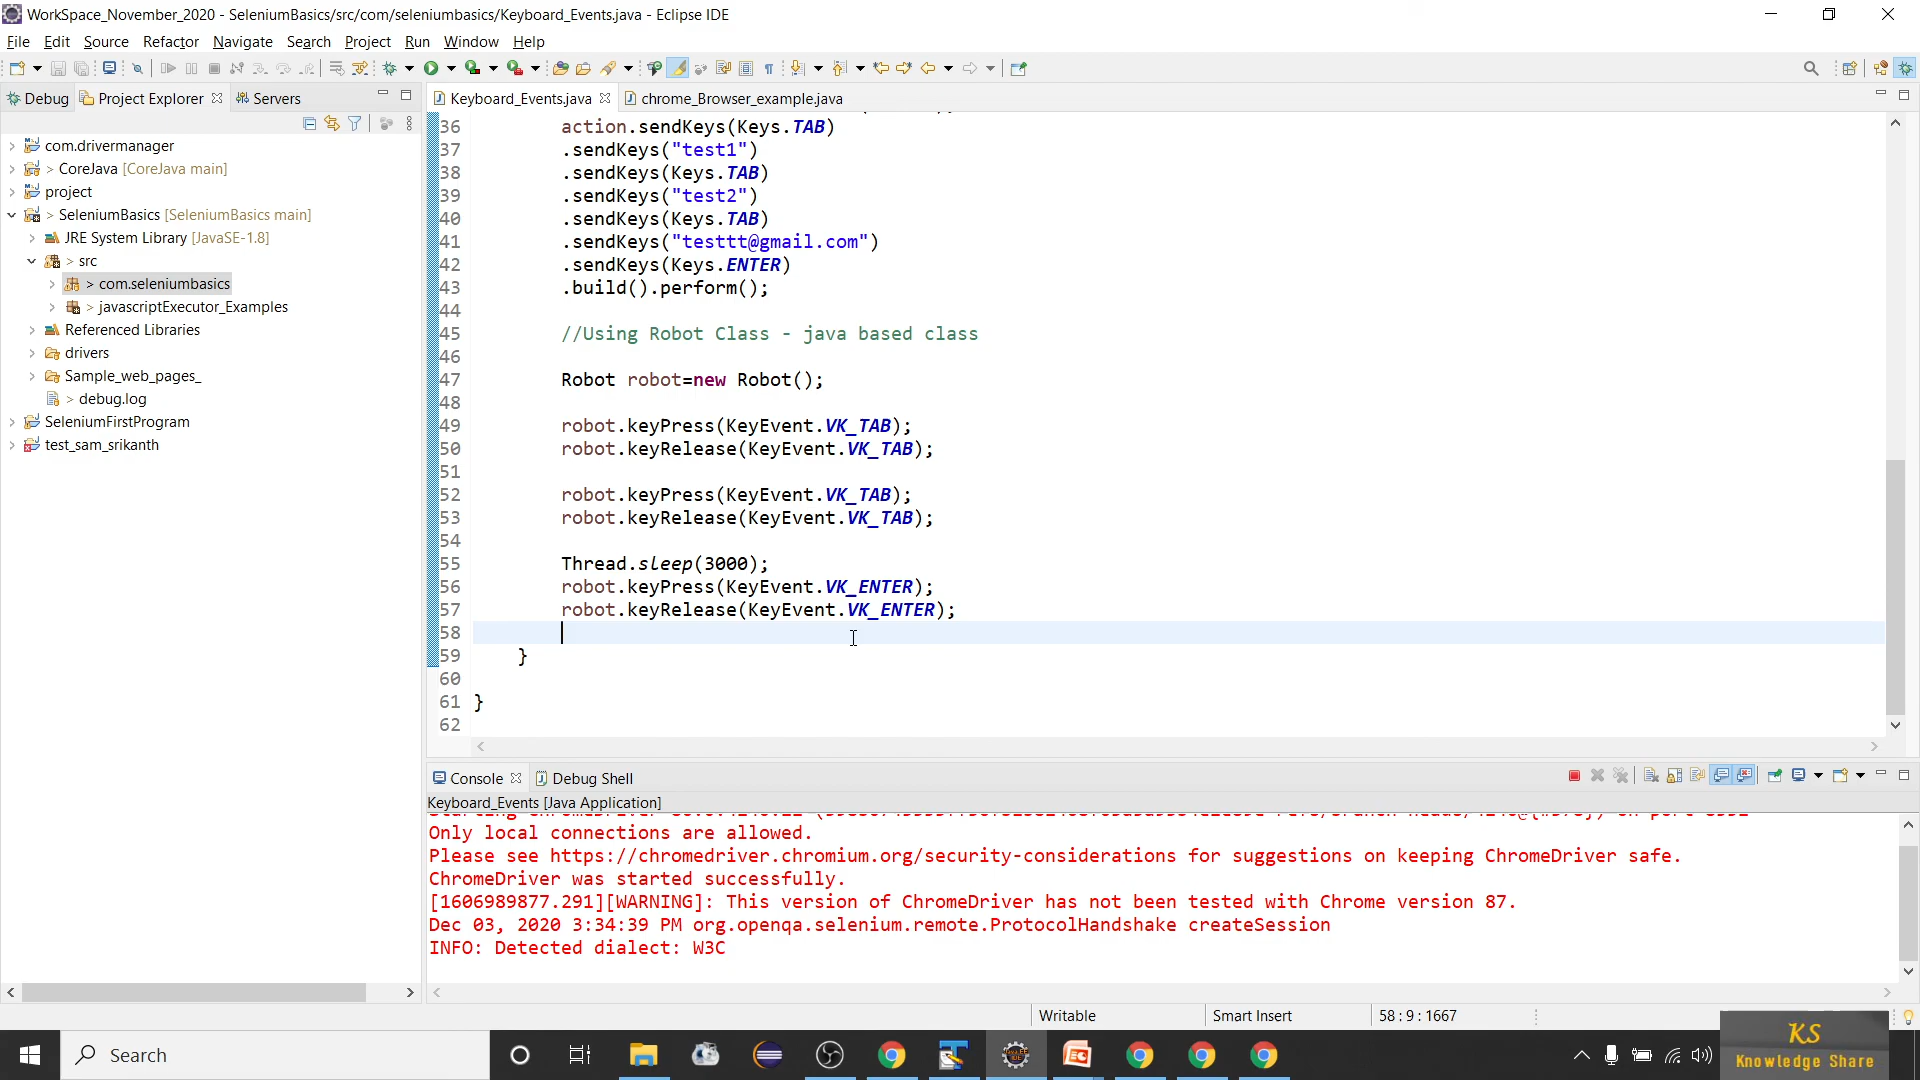 WorkSpace_November_2020 - SeleniumBasics/src/com/seleniumbasics/Keyboard_Events.java - Eclipse IDE
File Edit Source Refactor Navigate Search Project Run Window Help
Debug Project Explorer Servers
Keyboard_Events.java chrome_Browser_example.java
com.drivermanager
> CoreJava [CoreJava main]
project
> SeleniumBasics [SeleniumBasics main]
JRE System Library [JavaSE-1.8]
> src
> com.seleniumbasics
> javascriptExecutor_Examples
Referenced Libraries
drivers
Sample_web_pages_
> debug.log
SeleniumFirstProgram
test_sam_srikanth
36 action.sendKeys(Keys.TAB)
37 .sendKeys("test1")
38 .sendKeys(Keys.TAB)
39 .sendKeys("test2")
40 .sendKeys(Keys.TAB)
41 .sendKeys("testtt@gmail.com")
42 .sendKeys(Keys.ENTER)
43 .build().perform();
44
45 //Using Robot Class - java based class
46
47 Robot robot=new Robot();
48
49 robot.keyPress(KeyEvent.VK_TAB);
50 robot.keyRelease(KeyEvent.VK_TAB);
51
52 robot.keyPress(KeyEvent.VK_TAB);
53 robot.keyRelease(KeyEvent.VK_TAB);
54
55 Thread.sleep(3000);
56 robot.keyPress(KeyEvent.VK_ENTER);
57 robot.keyRelease(KeyEvent.VK_ENTER);
58
59 }
60
61 }
62
Console Debug Shell
Keyboard_Events [Java Application]
Only local connections are allowed.
Please see https://chromedriver.chromium.org/security-considerations for suggestions on keeping ChromeDriver safe.
ChromeDriver was started successfully.
[1606989877.291][WARNING]: This version of ChromeDriver has not been tested with Chrome version 87.
Dec 03, 2020 3:34:39 PM org.openqa.selenium.remote.ProtocolHandshake createSession
INFO: Detected dialect: W3C
Writable Smart Insert 58 : 9 : 1667
Search
KS
Knowledge Share